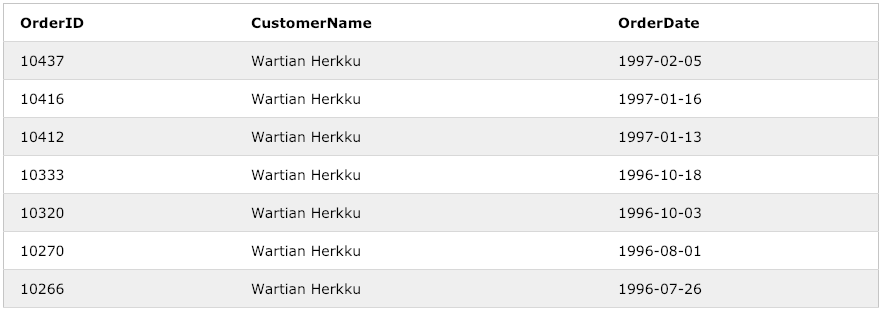 OrderID CustomerName OrderDate
10437 Wartian Herkku 1997-02-05
10416 Wartian Herkku 1997-01-16
10412 Wartian Herkku 1997-01-13
10333 Wartian Herkku 1996-10-18
10320 Wartian Herkku 1996-10-03
10270 Wartian Herkku 1996-08-01
10266 Wartian Herkku 1996-07-26